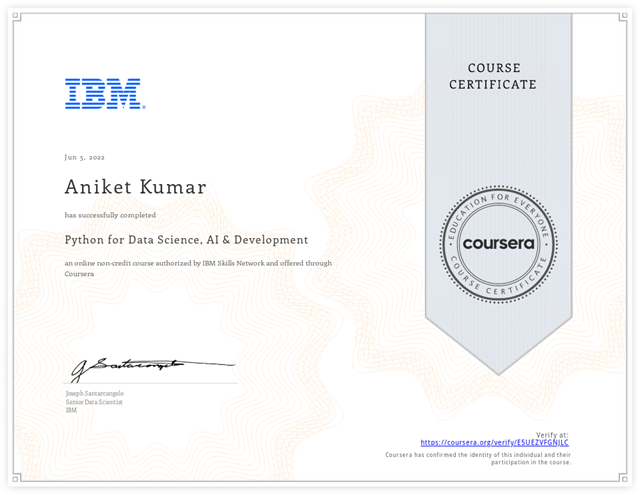 IBM
COURSE
CERTIFICATE
Jun 5, 2022
Aniket Kumar
has successfully completed
Python for Data Science, AI & Development
an online non-credit course authorized by IBM Skills Network and offered through
Coursera
EDUCATION FOR EVERYONE
coursera
COURSE CERTIFICATE
Joseph Santarcangelo
Senior Data Scientist
IBM
Verify at:
https://coursera.org/verify/E5UEZVFGNJLC
Coursera has confirmed the identity of this individual and their
participation in the course.